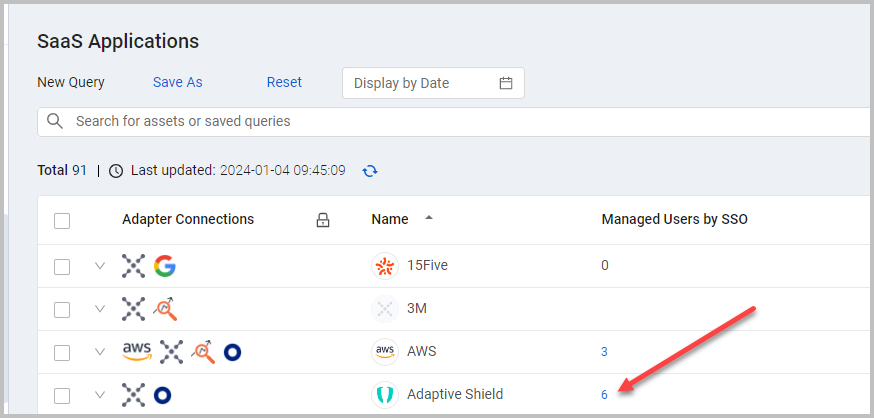 SaaS Applications
New Query Save As Reset Display by Date
Search for assets or saved queries
Total 91 | Last updated: 2024-01-04 09:45:09
Adapter Connections Name Managed Users by SSO
15Five 0
3M
aws aws AWS 3
Adaptive Shield 6